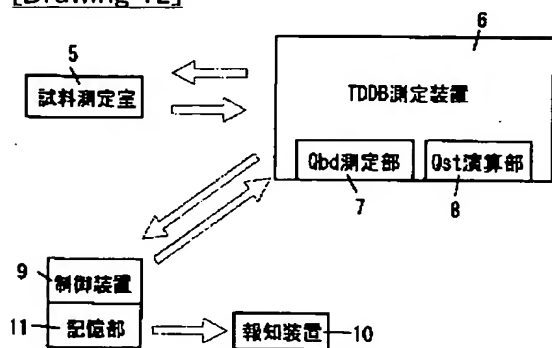 [Drawing 12]
6
5
試料測定室
TDDB測定装置
Qbd測定部
Qst演算部
7
8
9
制御装置
11
記憶部
報知装置
10